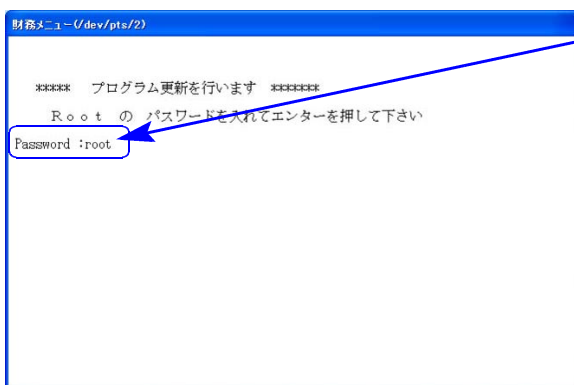 財務メニュー(/dev/pts/2)
***** プログラム更新を行います *******
Root の パスワードを入れてエンターを押して下さい
Password :root